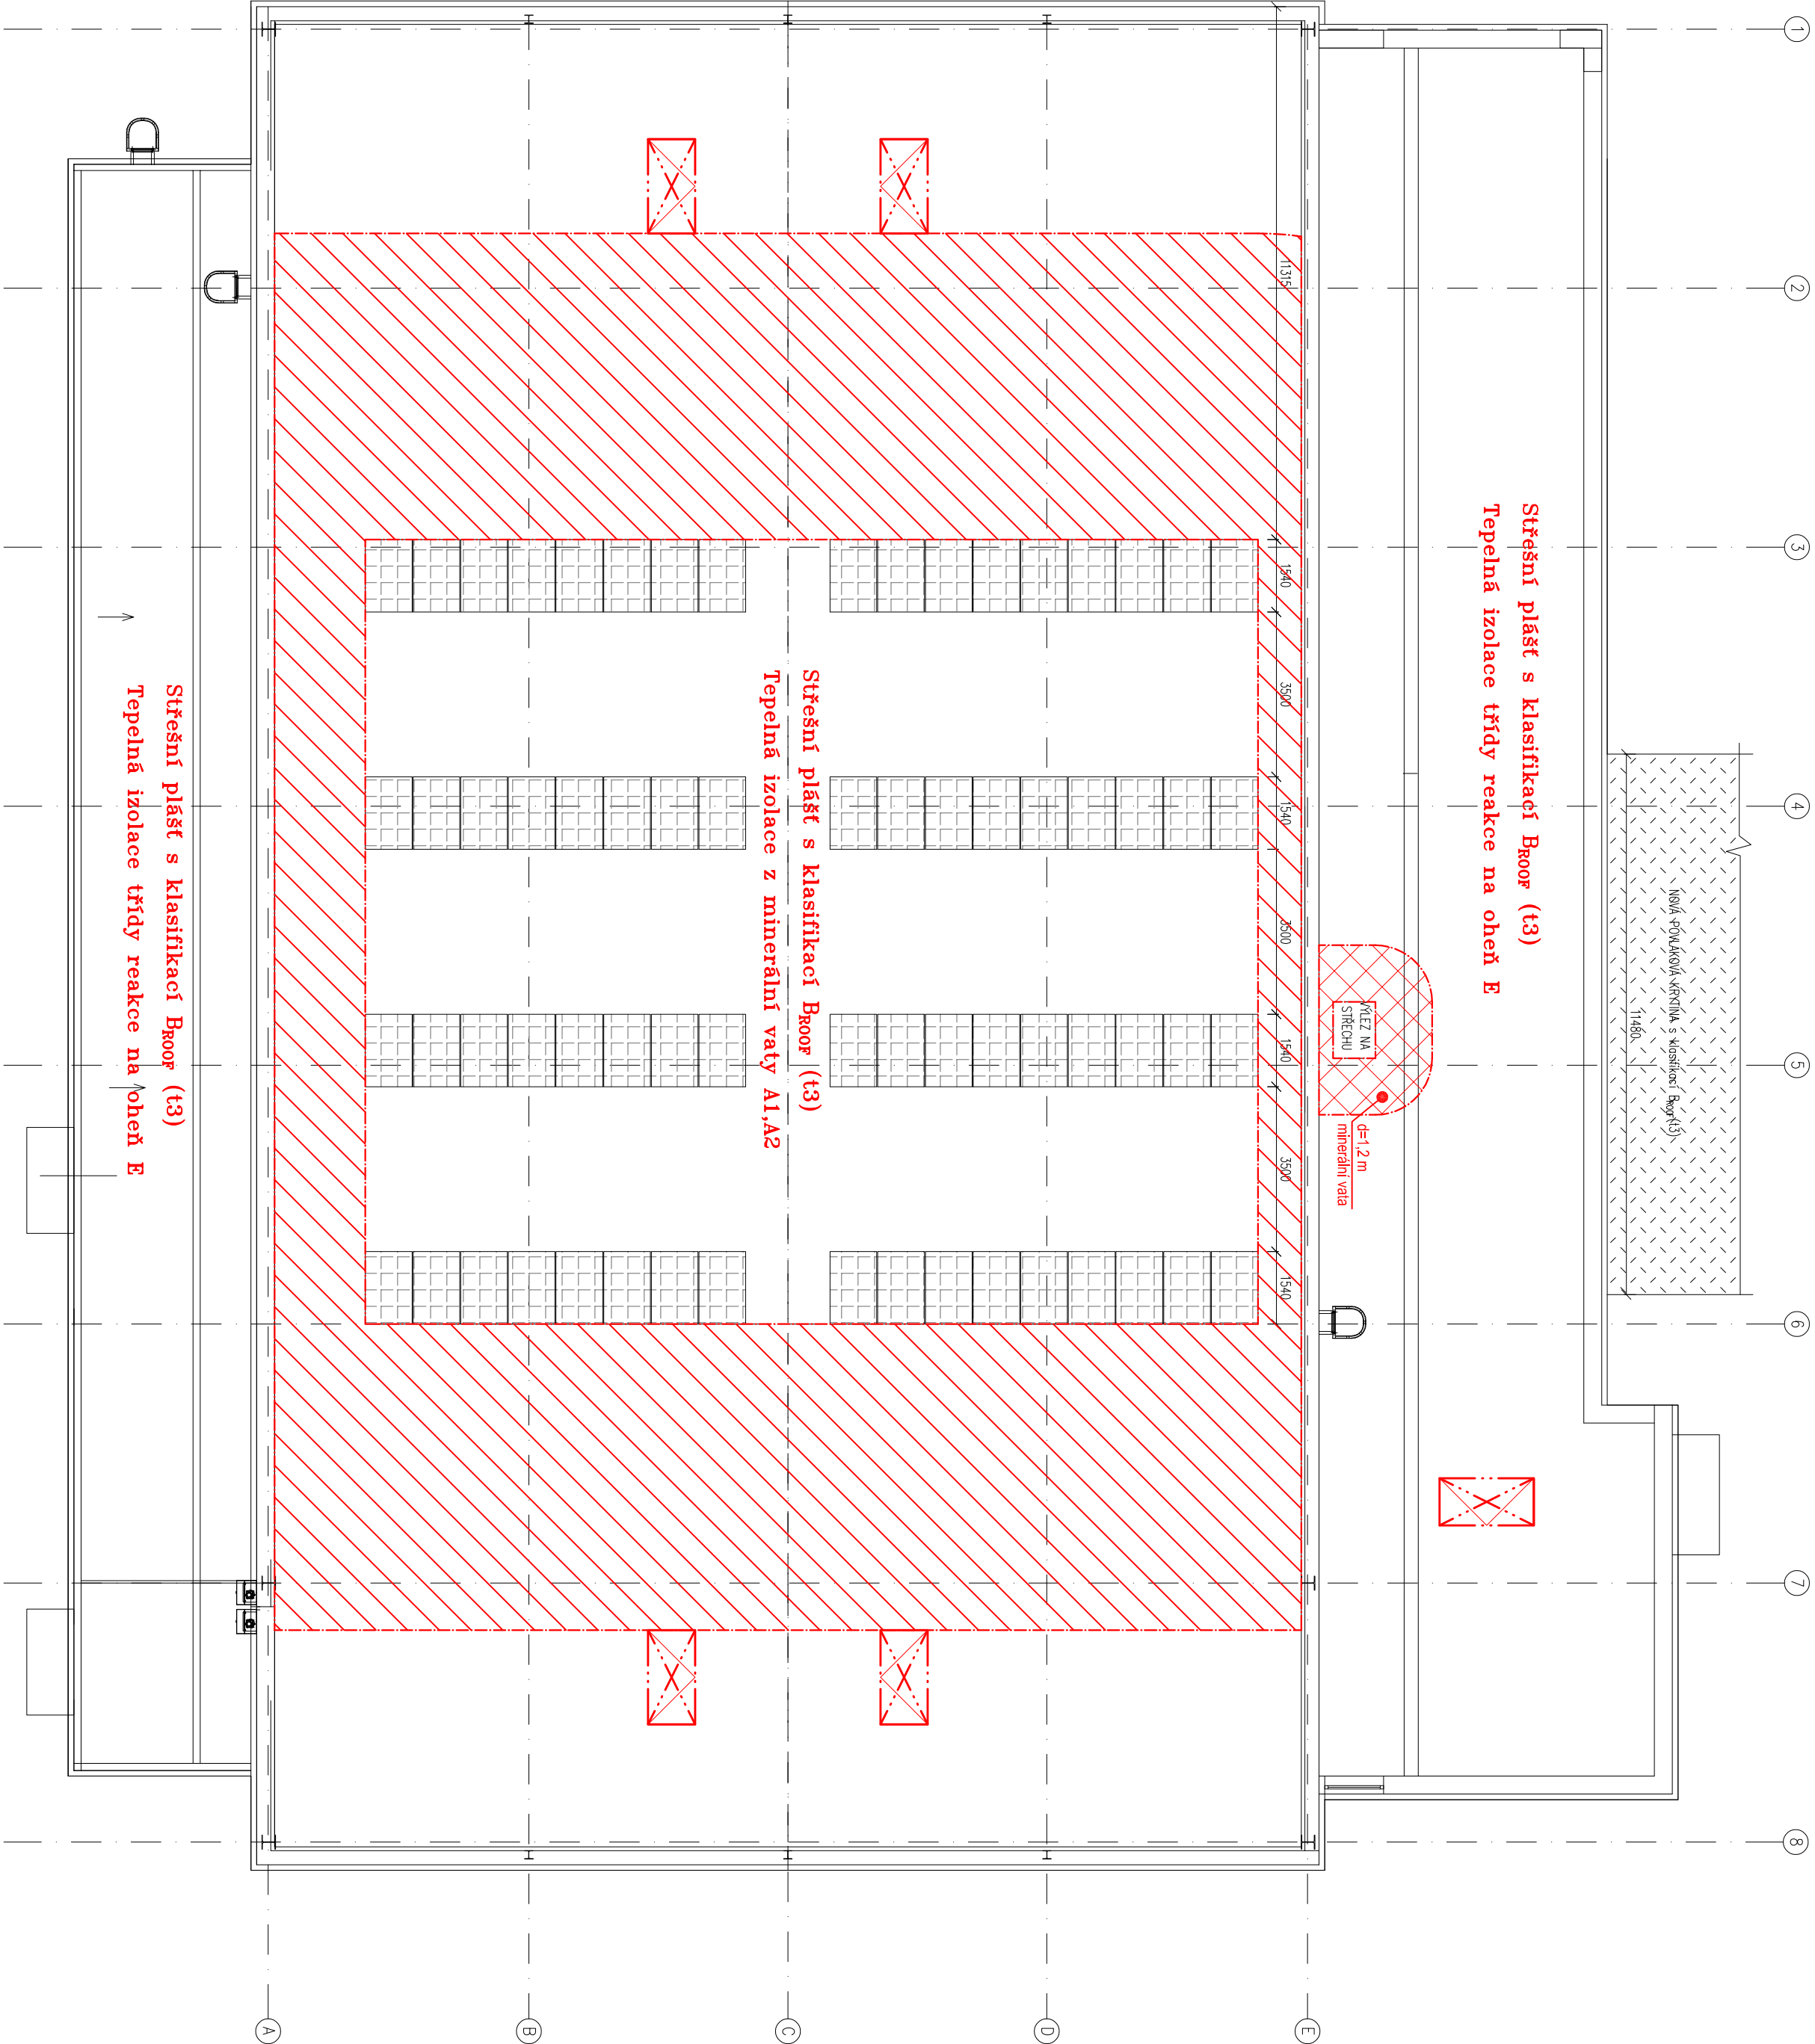 1
2
3
4
5
6
7
8
A
B
C
D
E
Střešní plášť s klasifikací BROOF (t3)
Tepelná izolace třídy reakce na oheň E
NOVÁ POVLAKOVÁ KRYTINA s klasifikací BROOF(t3)
11480
VÝLEZ NA
STŘECHU
d=1,2 m
minerální vata
11315
1540
3500
1540
3500
1540
3500
1540
Střešní plášť s klasifikací BROOF (t3)
Tepelná izolace z minerální vaty A1,A2
Střešní plášť s klasifikací BROOF (t3)
Tepelná izolace třídy reakce na oheň E